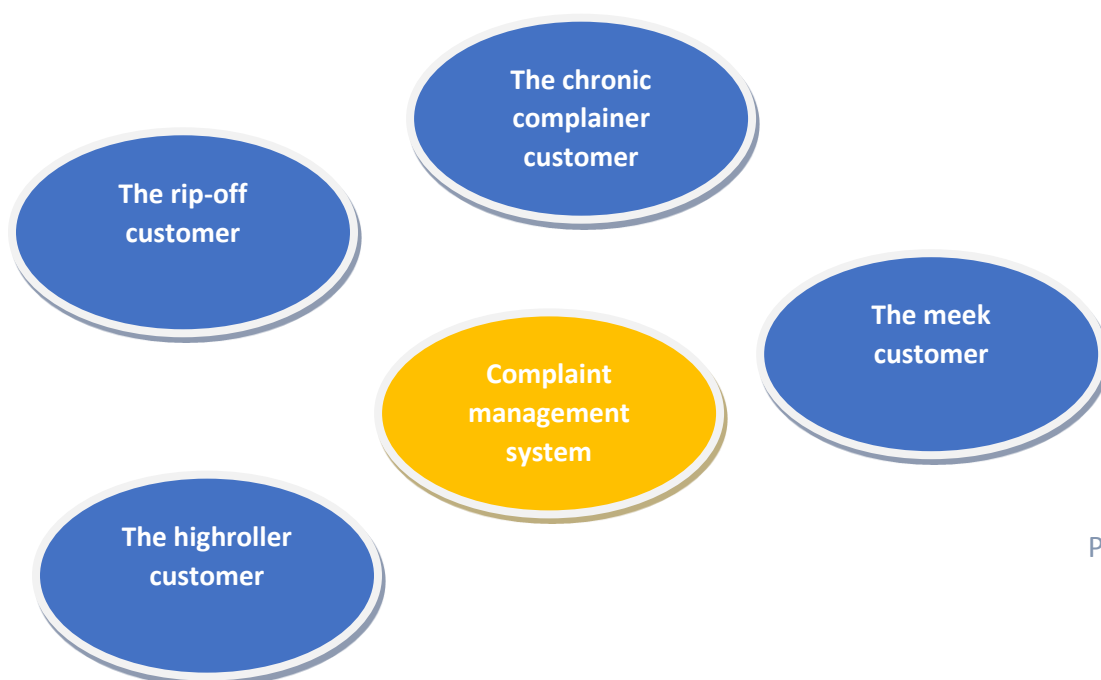 The chronic
complainer
customer
The rip-off
customer
The meek
customer
Complaint
management
system
The highroller
customer
P